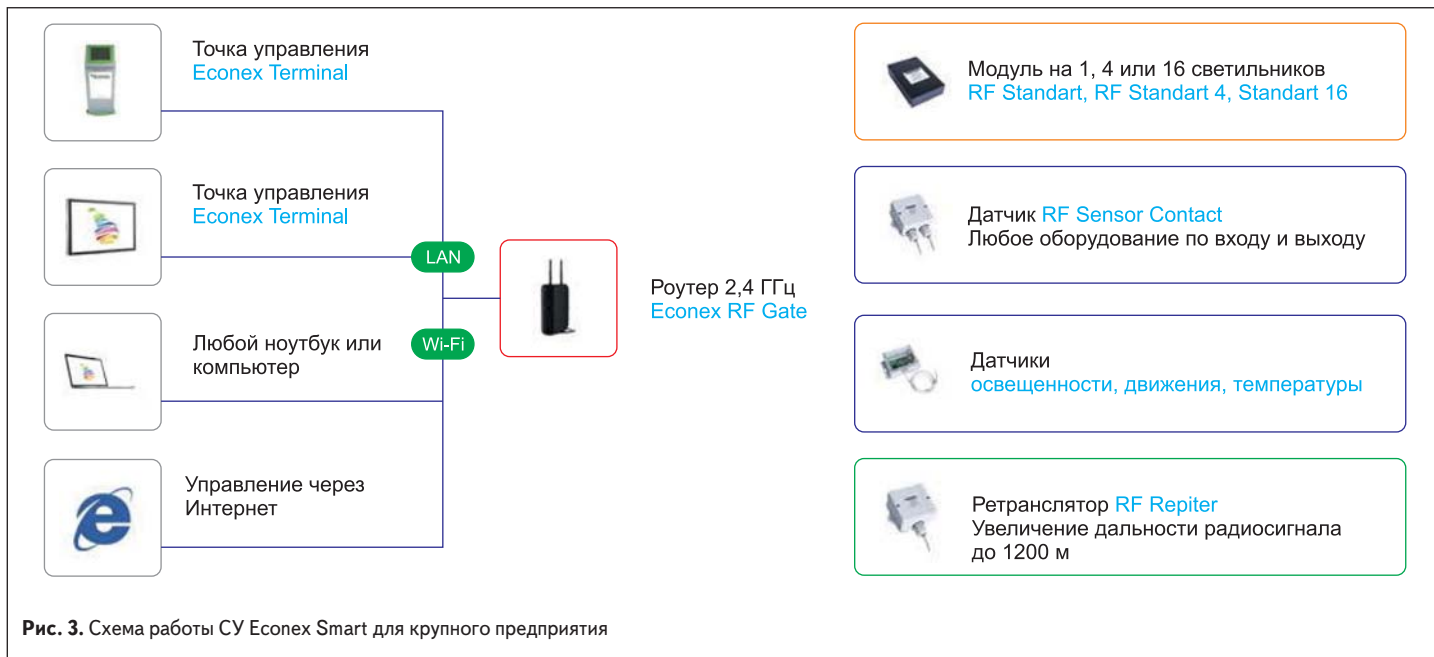 Точка управления
Econex Terminal
Точка управления
Econex Terminal
Любой ноутбук или
компьютер
Управление через
Интернет
LAN
Wi-Fi
Роутер 2,4 ГГц
Econex RF Gate
Модуль на 1, 4 или 16 светильников
RF Standart, RF Standart 4, Standart 16
Датчик RF Sensor Contact
Любое оборудование по входу и выходу
Датчики
освещенности, движения, температуры
Ретранслятор RF Repiter
Увеличение дальности радиосигнала
до 1200 м
Рис. 3. Схема работы СУ Econex Smart для крупного предприятия